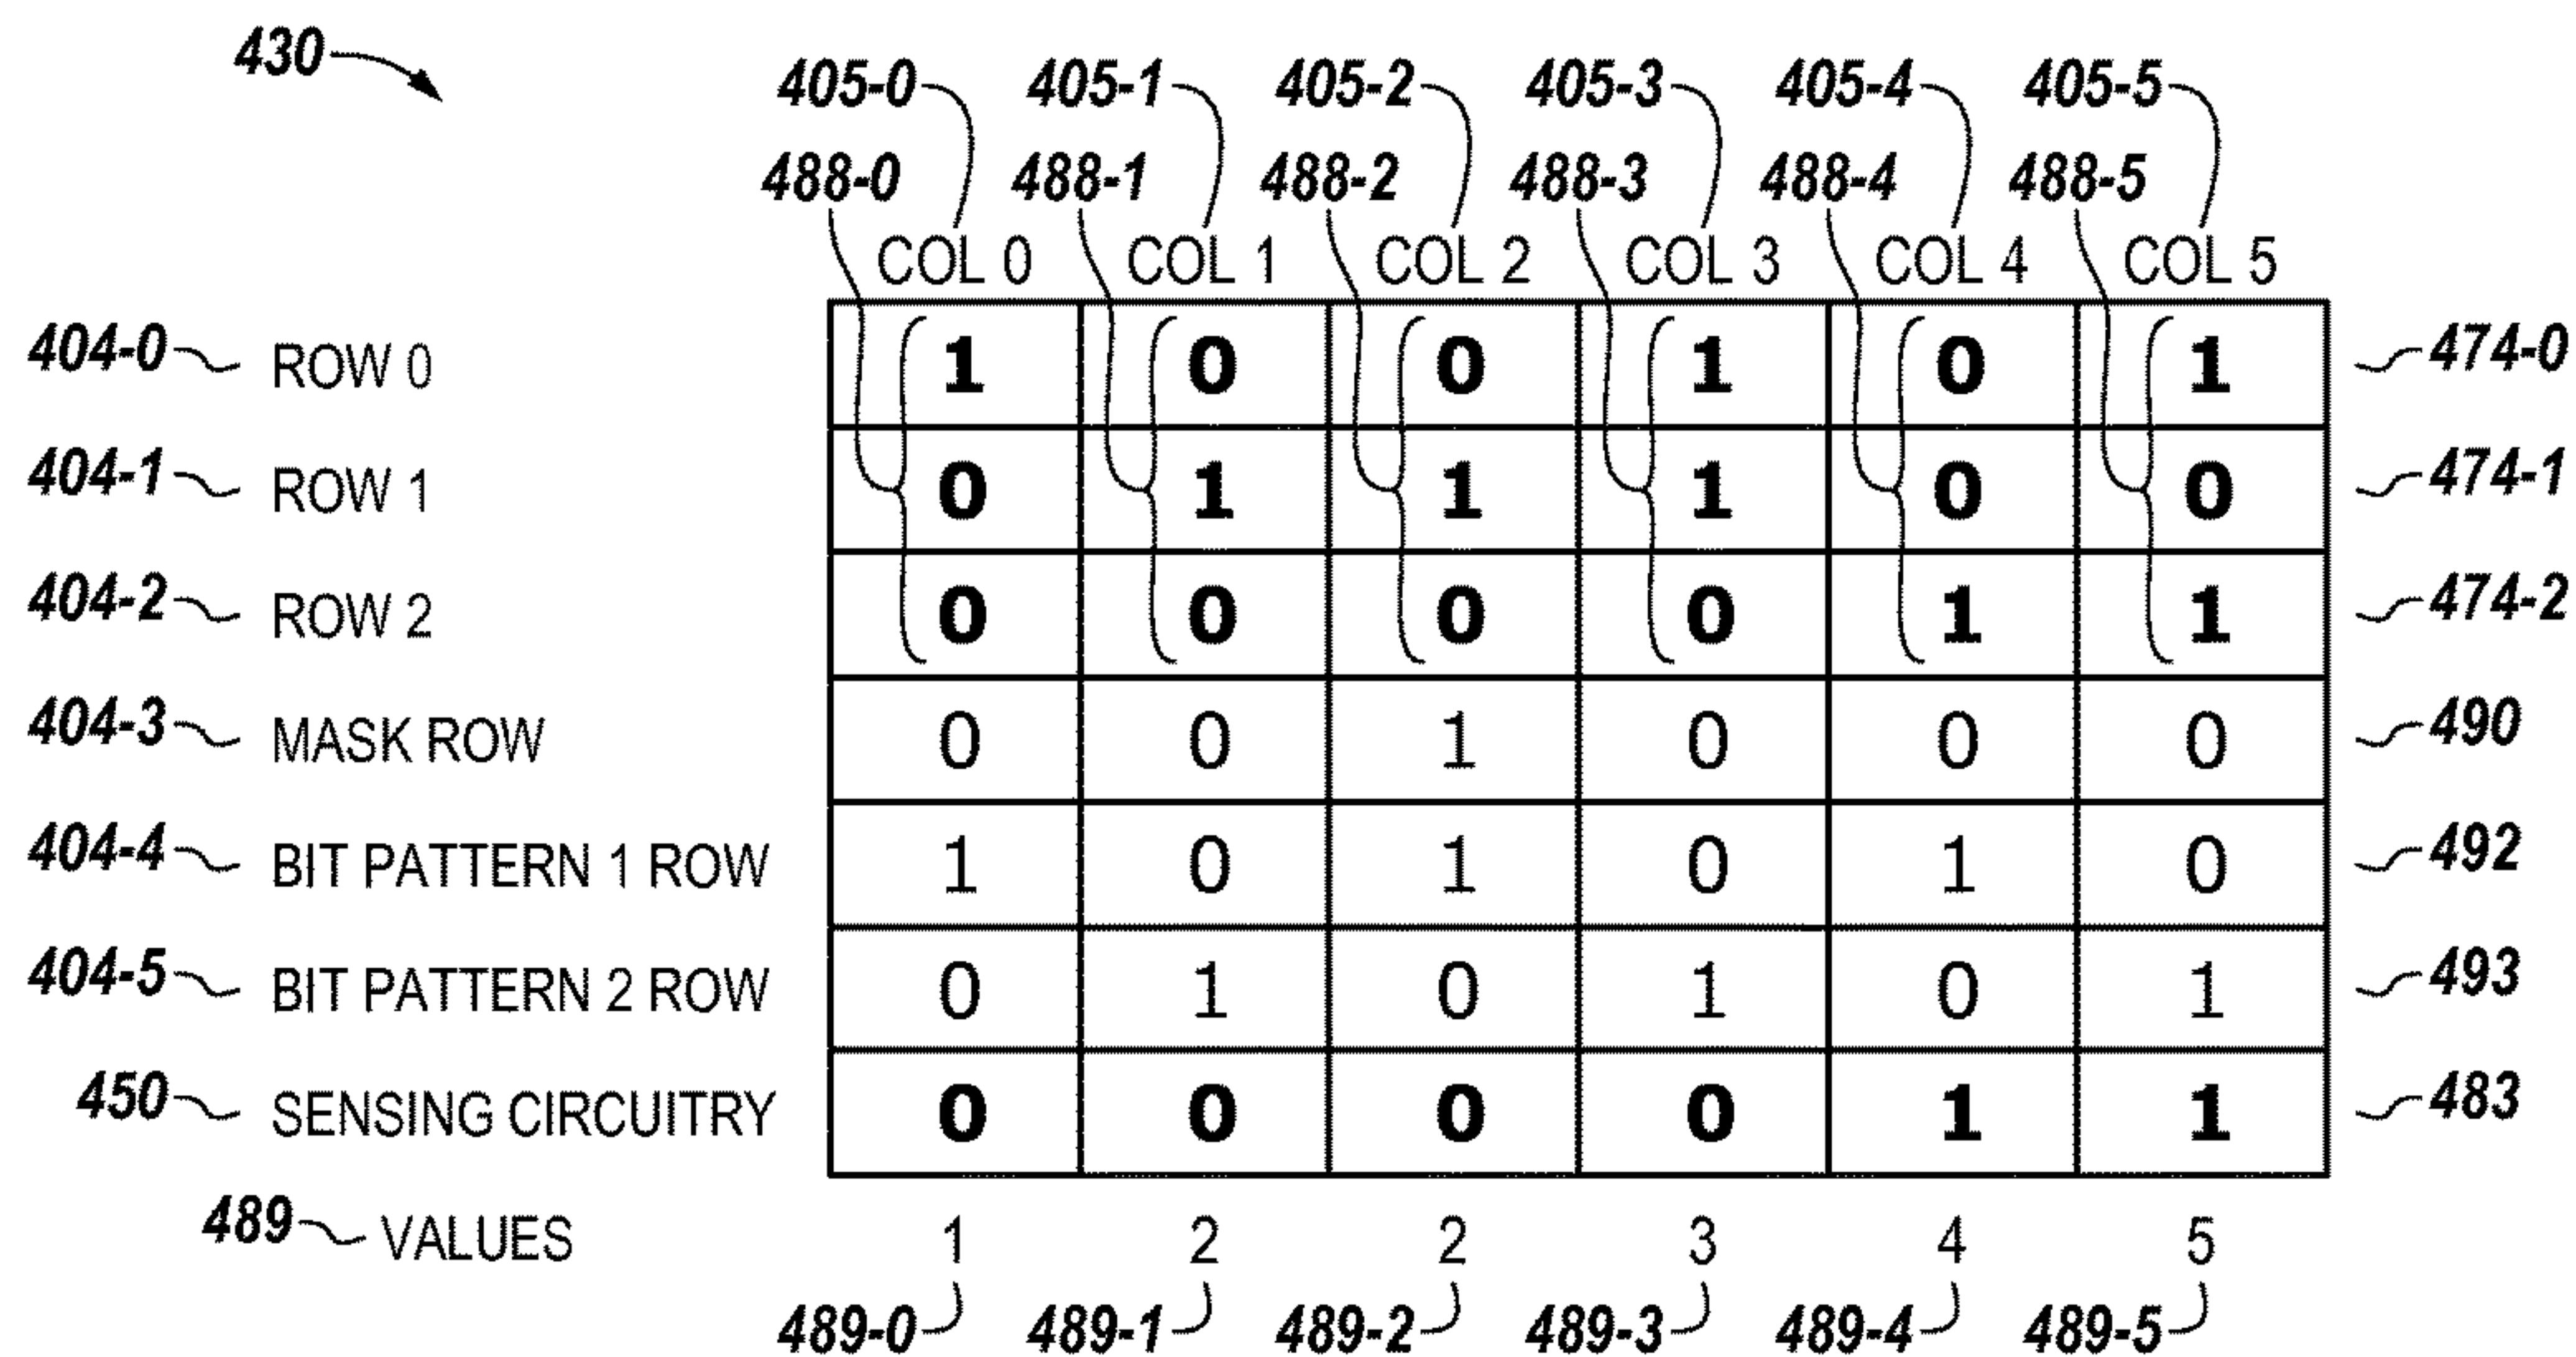 430
405-0 405-1 405-2 405-3 405-4 405-5
488-0 488-1 488-2 488-3 488-4 488-5
COL 0 COL 1 COL 2 COL 3 COL 4 COL 5
404-0 ROW 0 1 0 0 1 0 1 474-0
404-1 ROW 1 0 1 1 1 0 0 474-1
404-2 ROW 2 0 0 0 0 1 1 474-2
404-3 MASK ROW 0 0 1 0 0 0 490
404-4 BIT PATTERN 1 ROW 1 0 1 0 1 0 492
404-5 BIT PATTERN 2 ROW 0 1 0 1 0 1 493
450 SENSING CIRCUITRY 0 0 0 0 1 1 483
489 VALUES 1 2 2 3 4 5
489-0 489-1 489-2 489-3 489-4 489-5